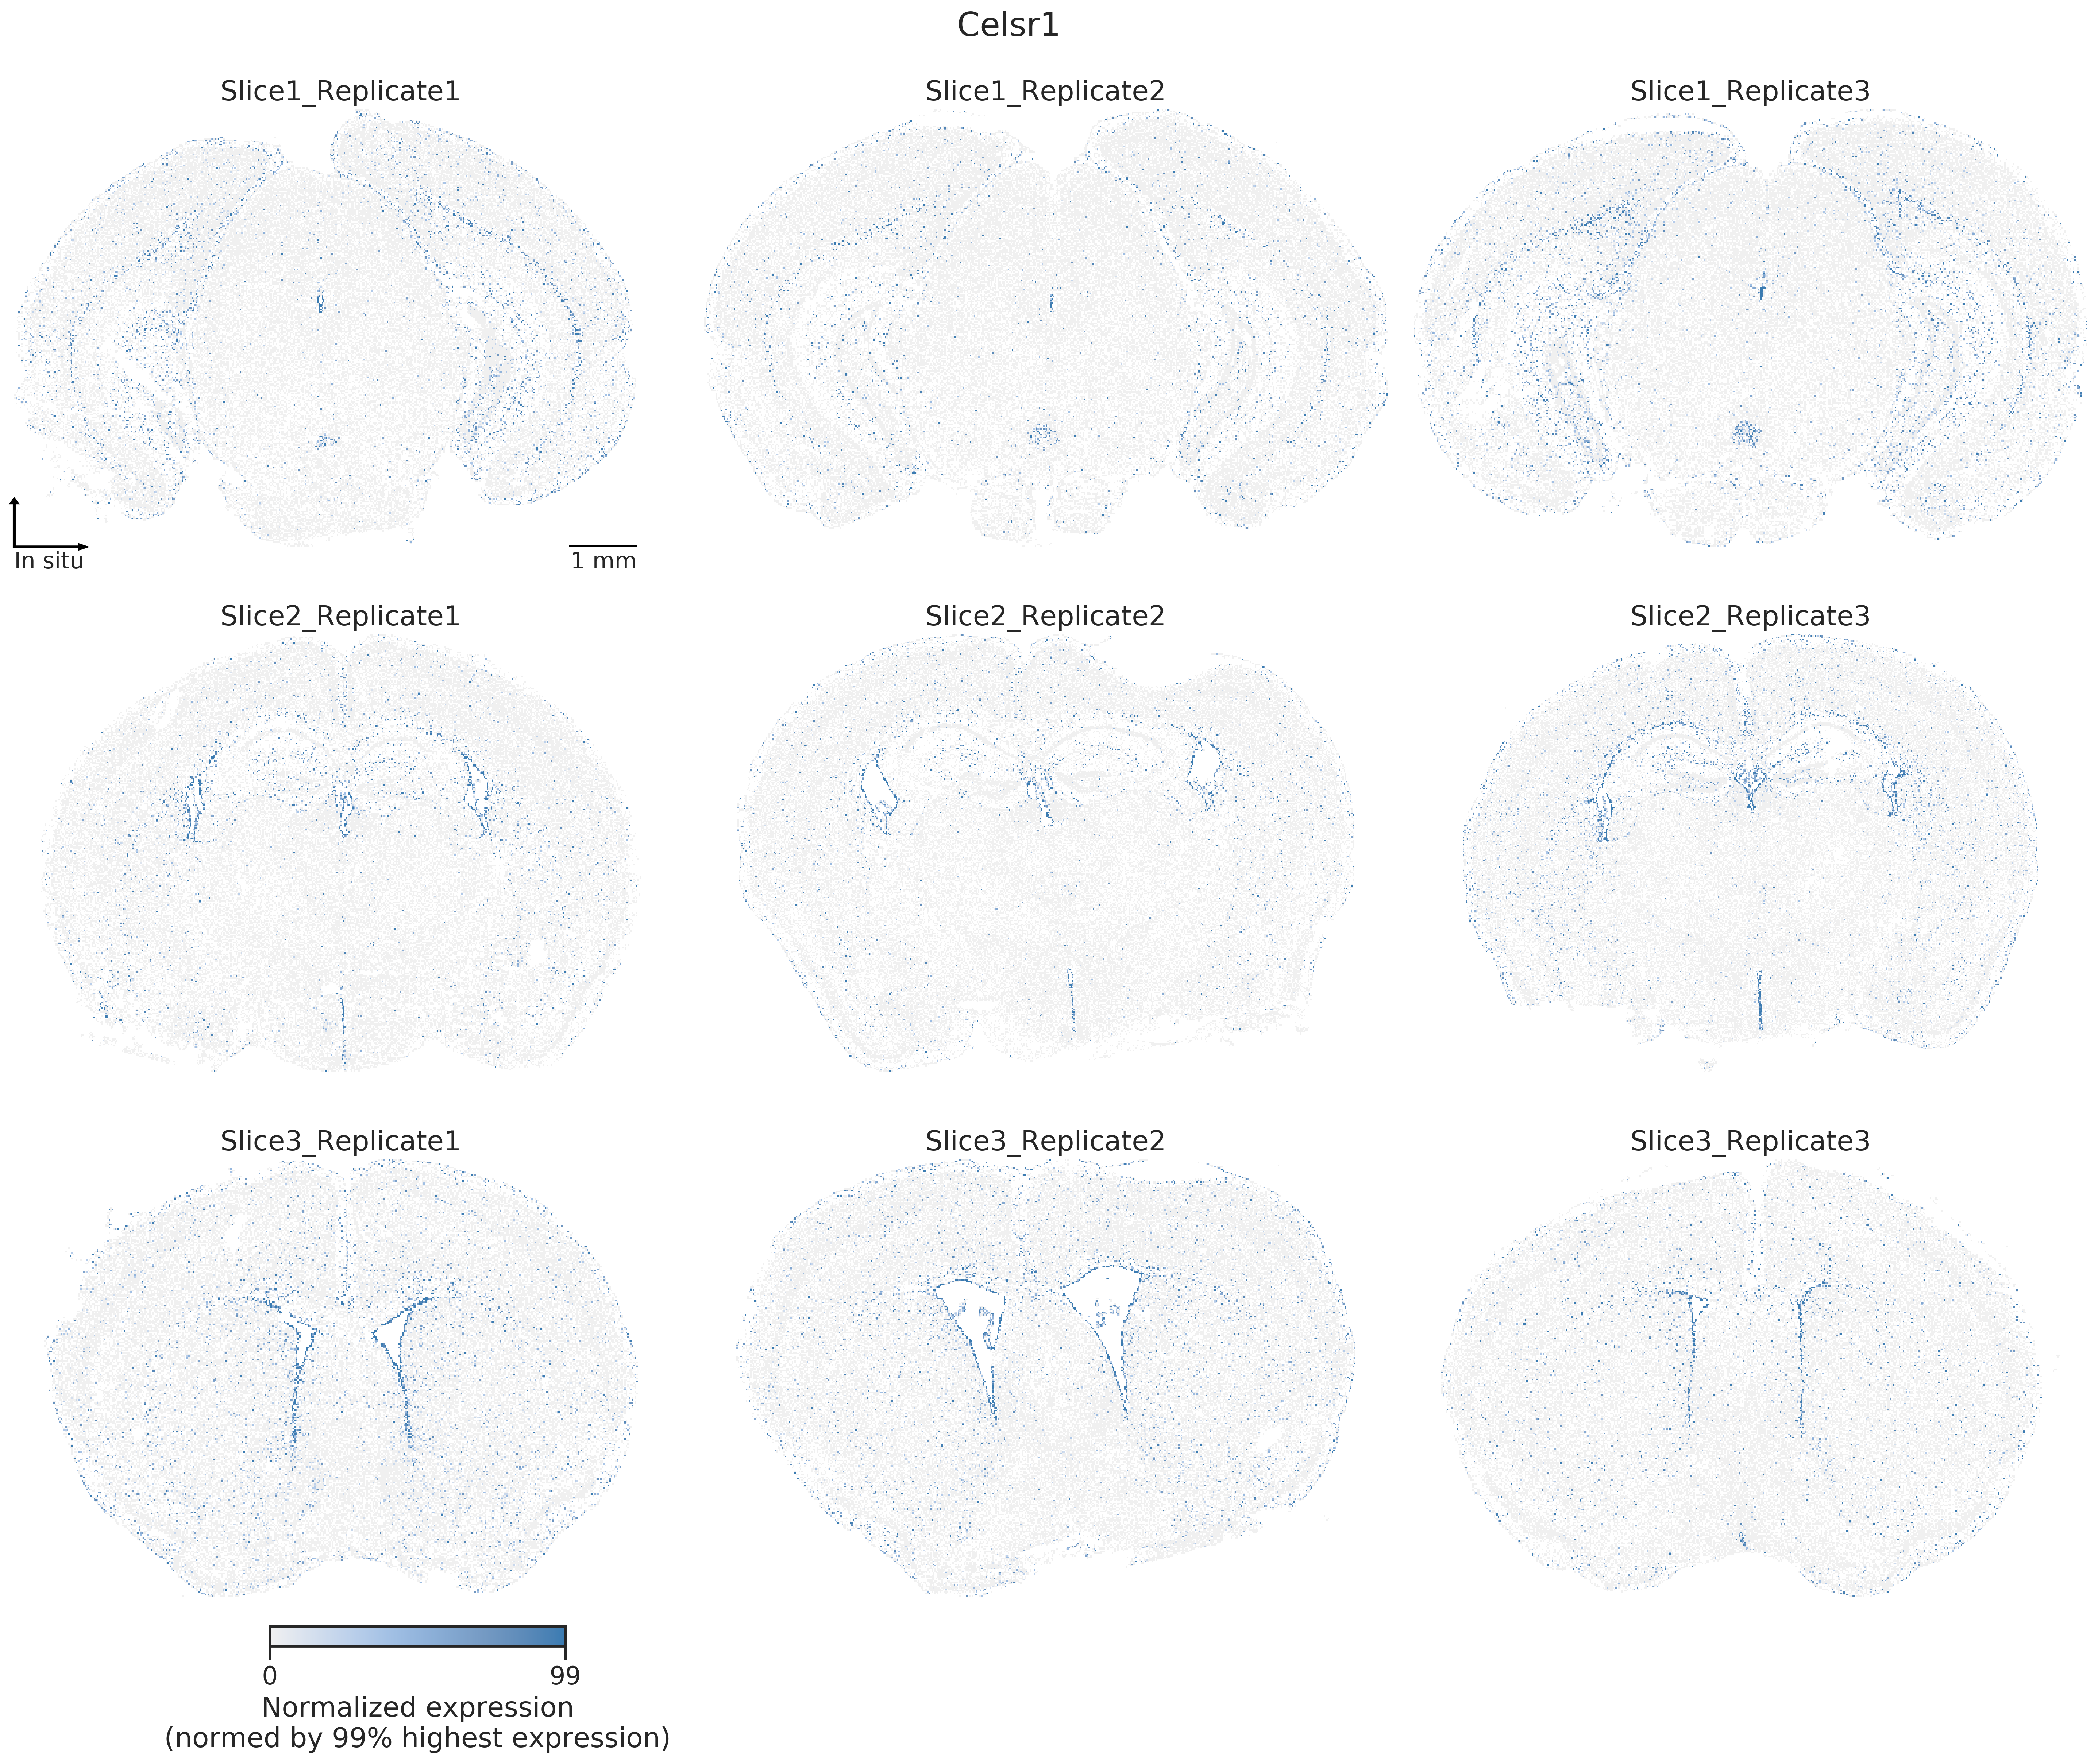 Celsr1
Slice1_Replicate1
Slice1_Replicate2
Slice1_Replicate3
In situ
1 mm
Slice2_Replicate1
Slice2_Replicate2
Slice2_Replicate3
Slice3_Replicate1
Slice3_Replicate2
Slice3_Replicate3
0
99
Normalized expression
(normed by 99% highest expression)